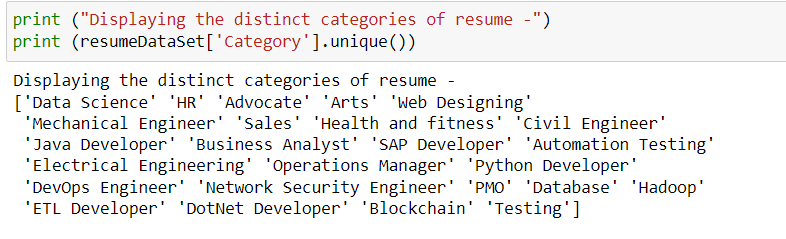 print ("Displaying the distinct categories of resume -")
print (resumeDataSet['Category'].unique())
Displaying the distinct categories of resume -
['Data Science' 'HR' 'Advocate' 'Arts' 'Web Designing'
 'Mechanical Engineer' 'Sales' 'Health and fitness' 'Civil Engineer'
 'Java Developer' 'Business Analyst' 'SAP Developer' 'Automation Testing'
 'Electrical Engineering' 'Operations Manager' 'Python Developer'
 'DevOps Engineer' 'Network Security Engineer' 'PMO' 'Database' 'Hadoop'
 'ETL Developer' 'DotNet Developer' 'Blockchain' 'Testing']